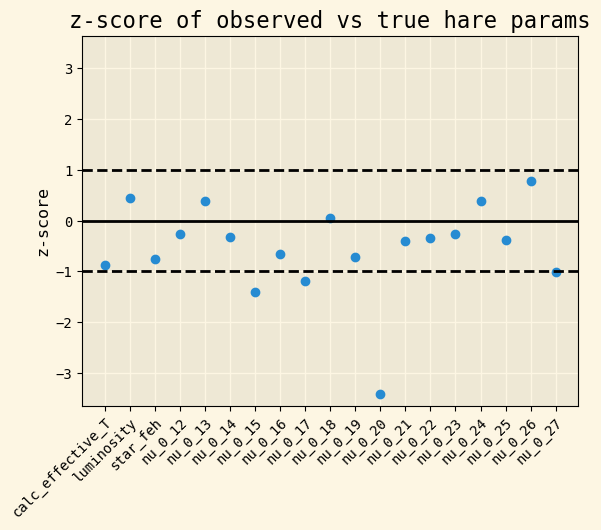 z-score of observed vs true hare params
z-score
3
2
1
0
−1
−2
−3
calc_effective_T
luminosity
star_feh
nu_0_12
nu_0_13
nu_0_14
nu_0_15
nu_0_16
nu_0_17
nu_0_18
nu_0_19
nu_0_20
nu_0_21
nu_0_22
nu_0_23
nu_0_24
nu_0_25
nu_0_26
nu_0_27